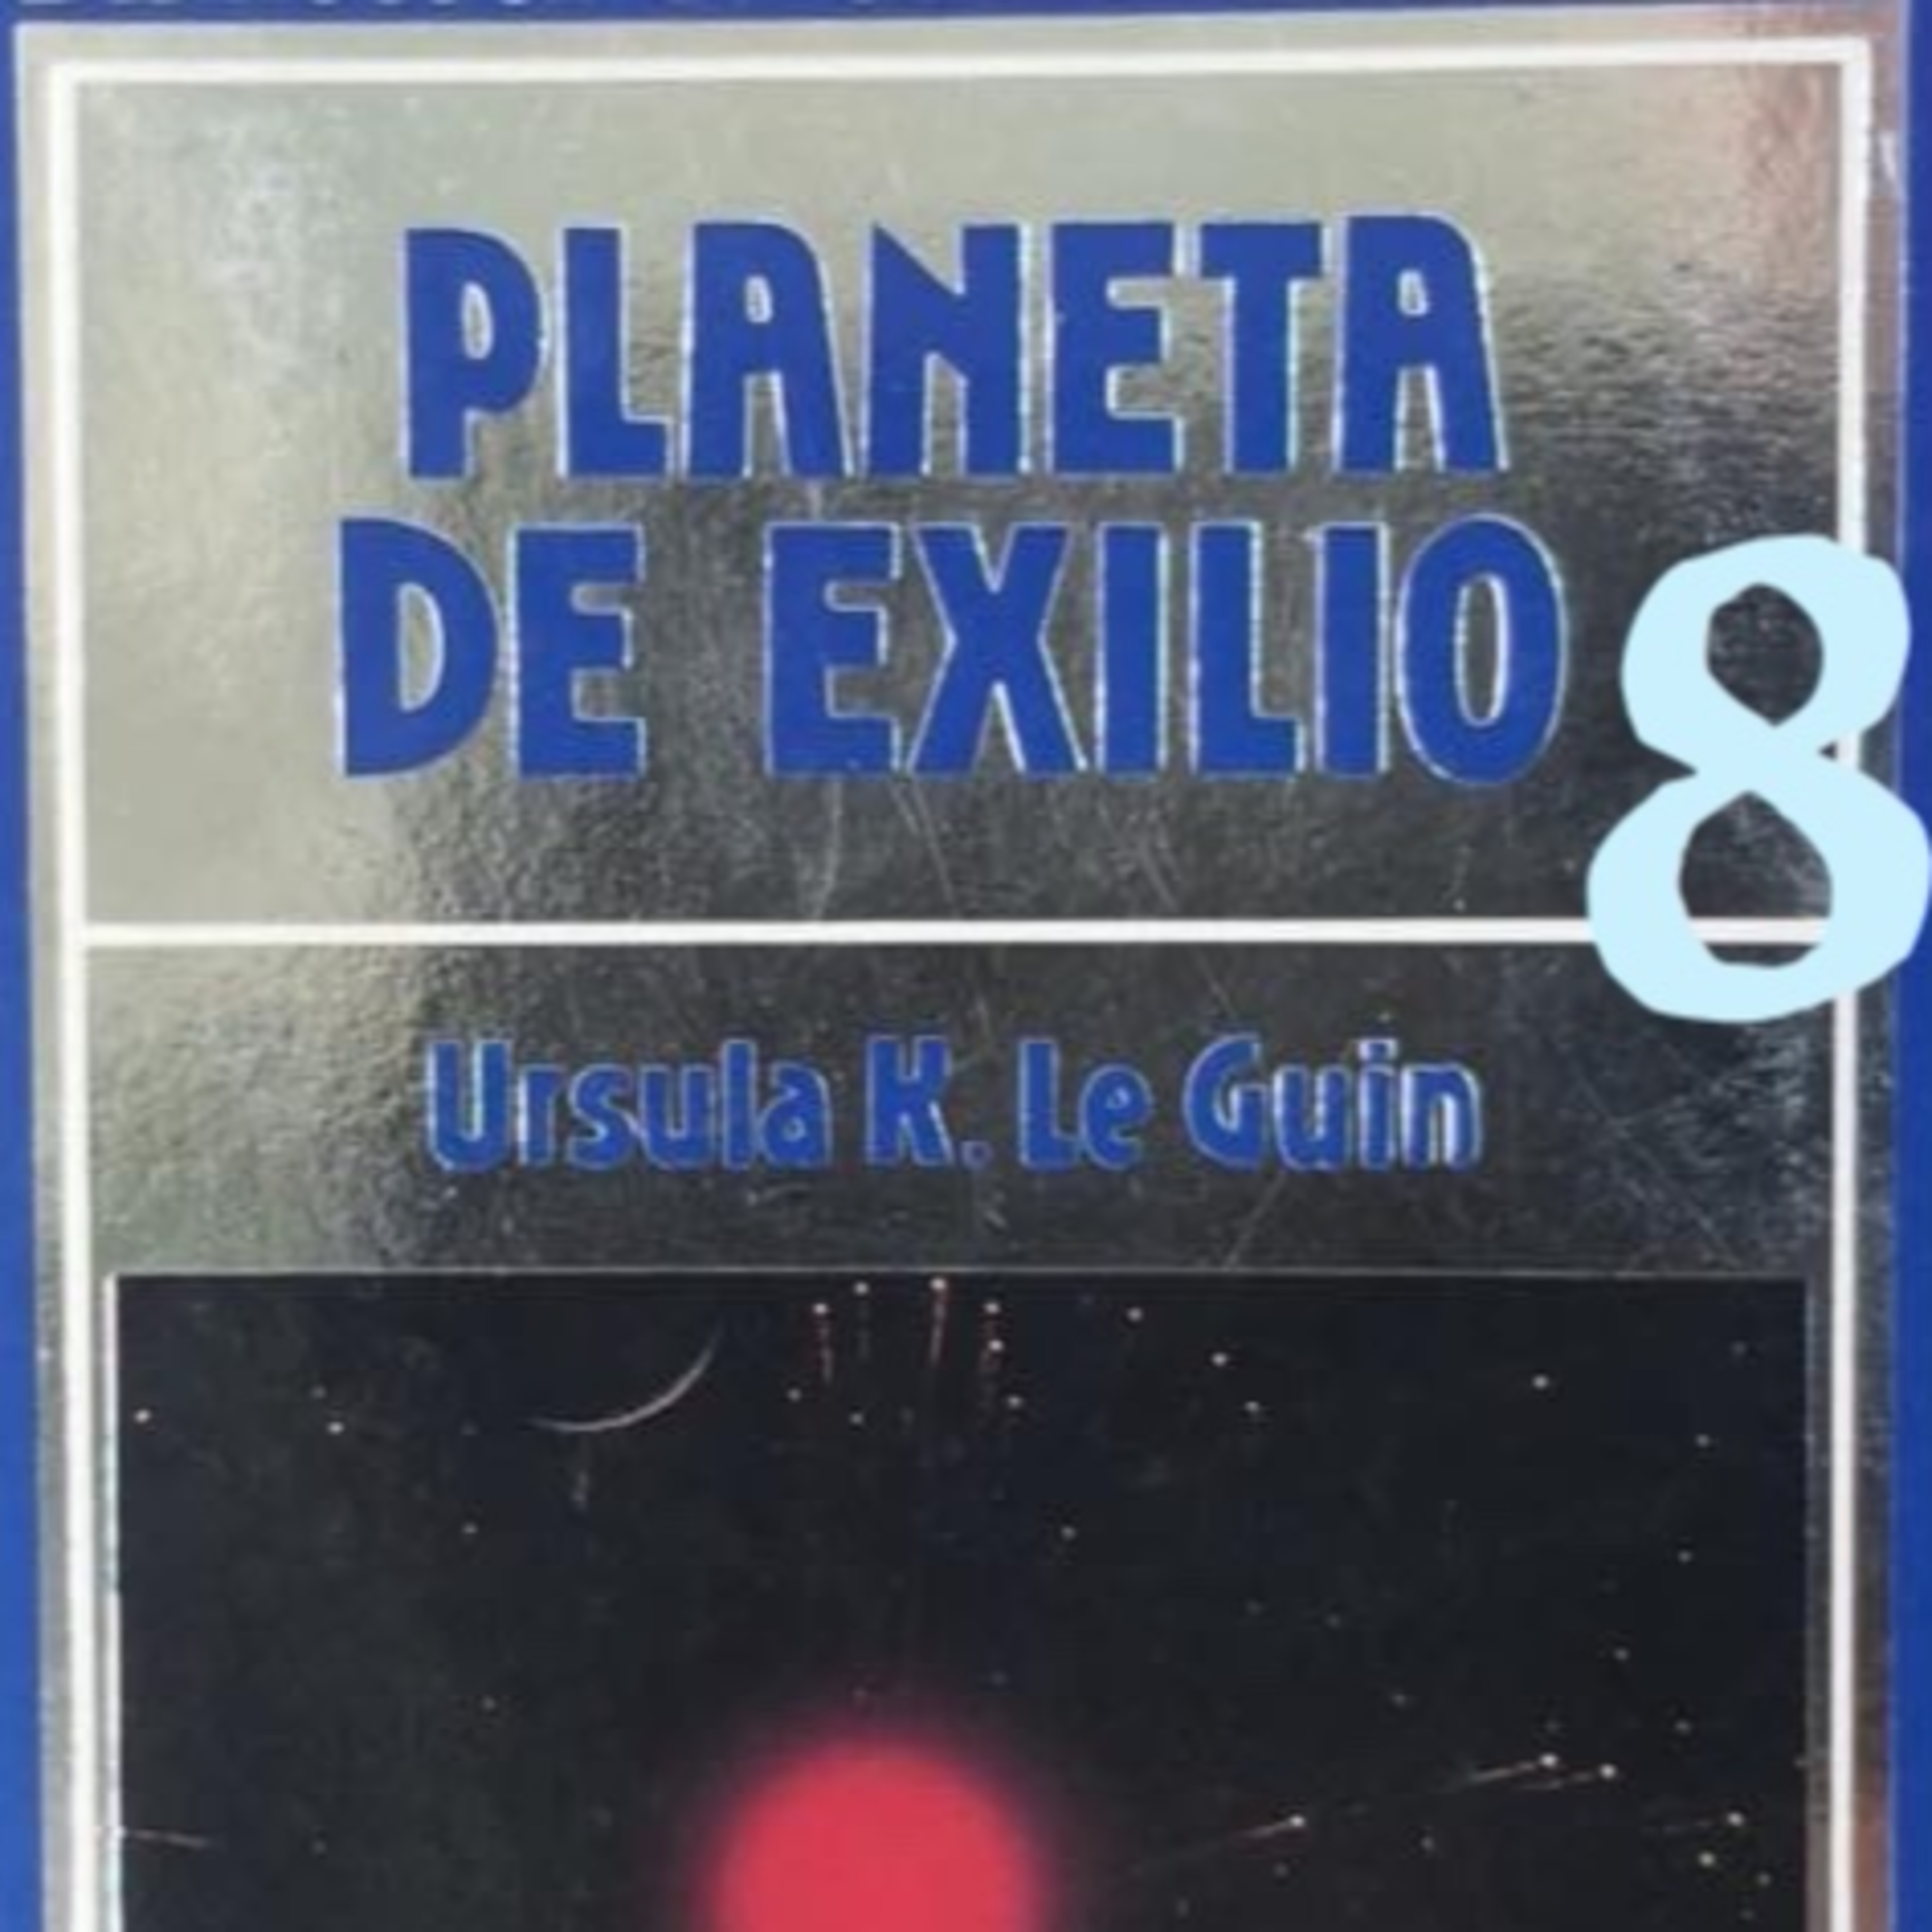 PLANETA
DE EXILIO
8
Ursula K. Le Guin